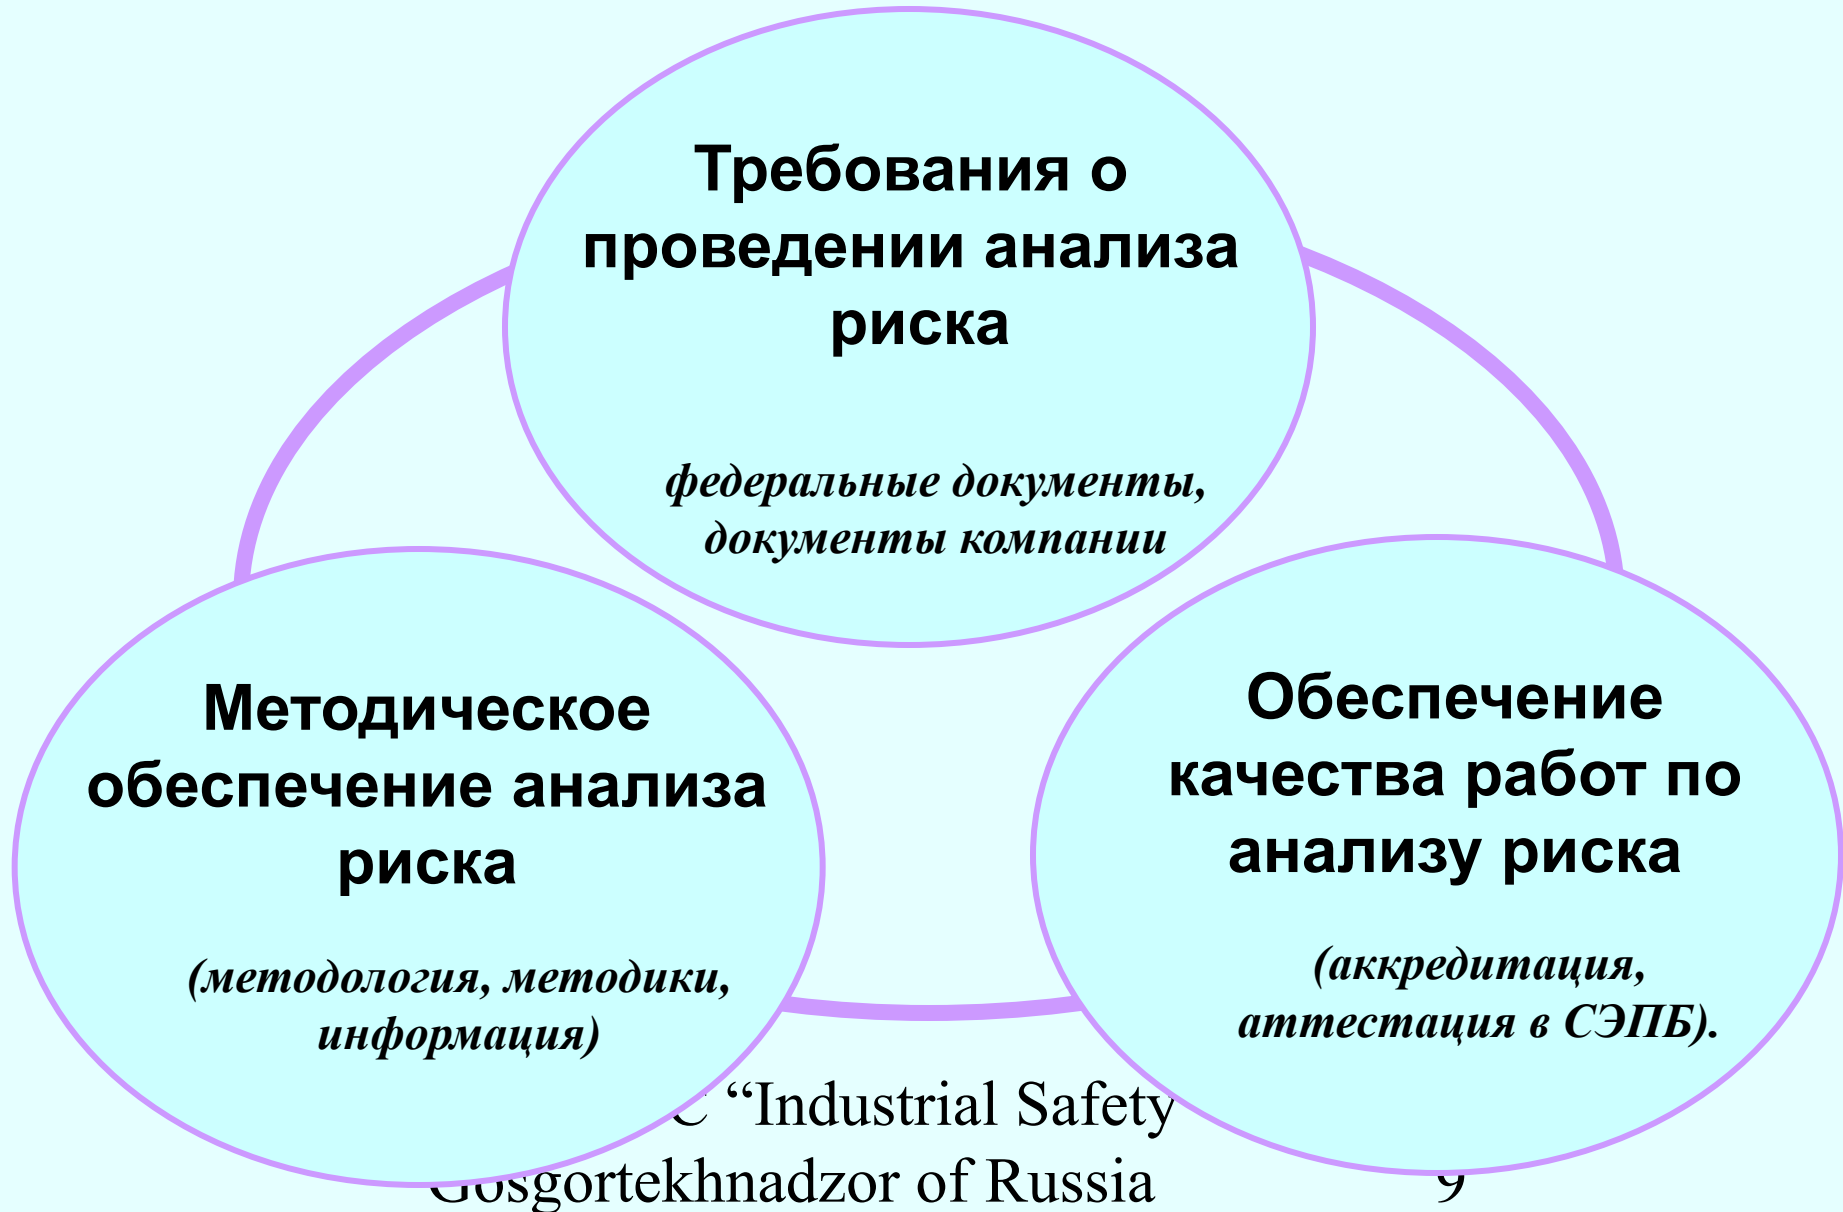 Требования о
проведении анализа
риска
федеральные документы,
документы компании
Методическое
обеспечение анализа
риска
(методология, методики,
информация)
Обеспечение
качества работ по
анализу риска
(аккредитация,
аттестация в СЭПБ).
“Industrial Safety
Gosgortekhnadzor of Russia
9